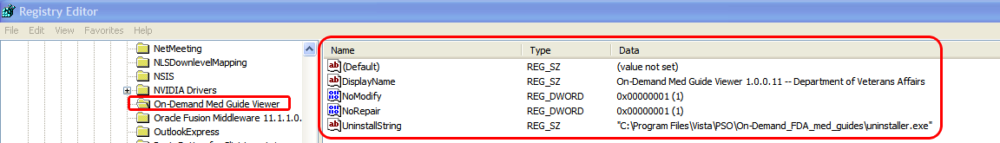 Registry Editor
File Edit View Favorites Help
NetMeeting
NLSDownlevelMapping
NSIS
NVIDIA Drivers
On-Demand Med Guide Viewer
Oracle Fusion Middleware 11.1.1.0.
OutlookExpress
Name Type Data
(Default) REG_SZ (value not set)
DisplayName REG_SZ On-Demand Med Guide Viewer 1.0.0.11 -- Department of Veterans Affairs
NoModify REG_DWORD 0x00000001 (1)
NoRepair REG_DWORD 0x00000001 (1)
UninstallString REG_SZ "C:\Program Files\Vista\PSO\On-Demand_FDA_med_guides\uninstaller.exe"